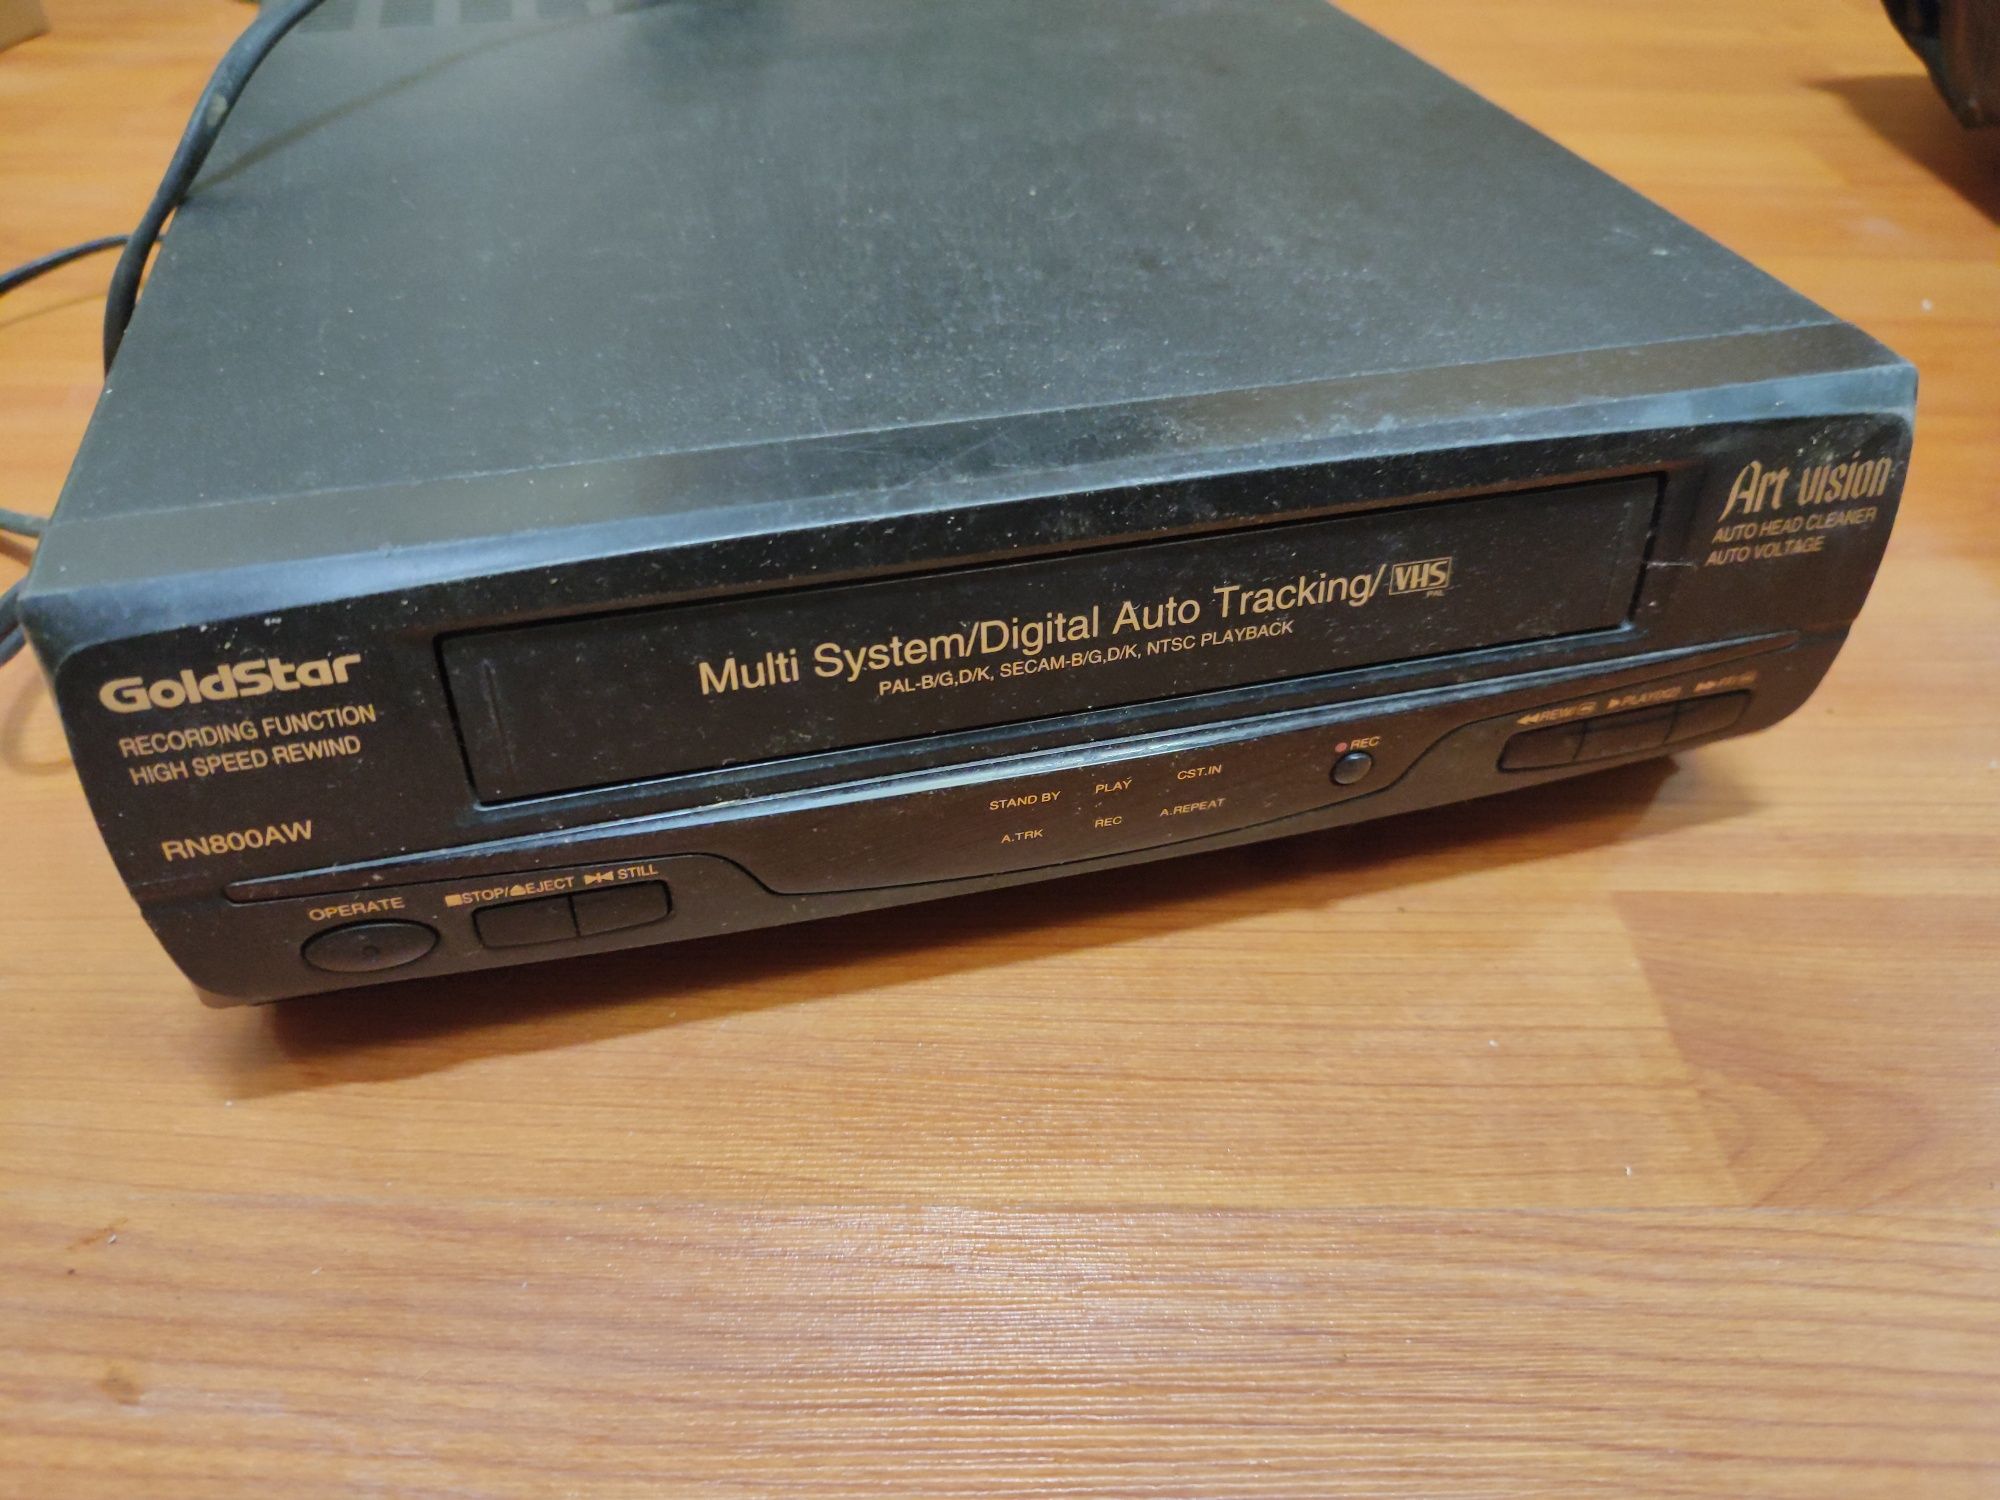 GoldStar
RECORDING FUNCTION
HIGH SPEED REWIND
RN800AW
Multi System/Digital Auto Tracking/VHS
PAL
PAL-B/G,D/K, SECAM-B/G,D/K, NTSC PLAYBACK
Art vision
AUTO HEAD CLEANER
AUTO VOLTAGE
OPERATE
■STOP/⏏EJECT ▶|◀ STILL
STAND BY PLAY CST.IN
A.TRK REC A.REPEAT
●REC
◀◀REW/ ▶PLAY